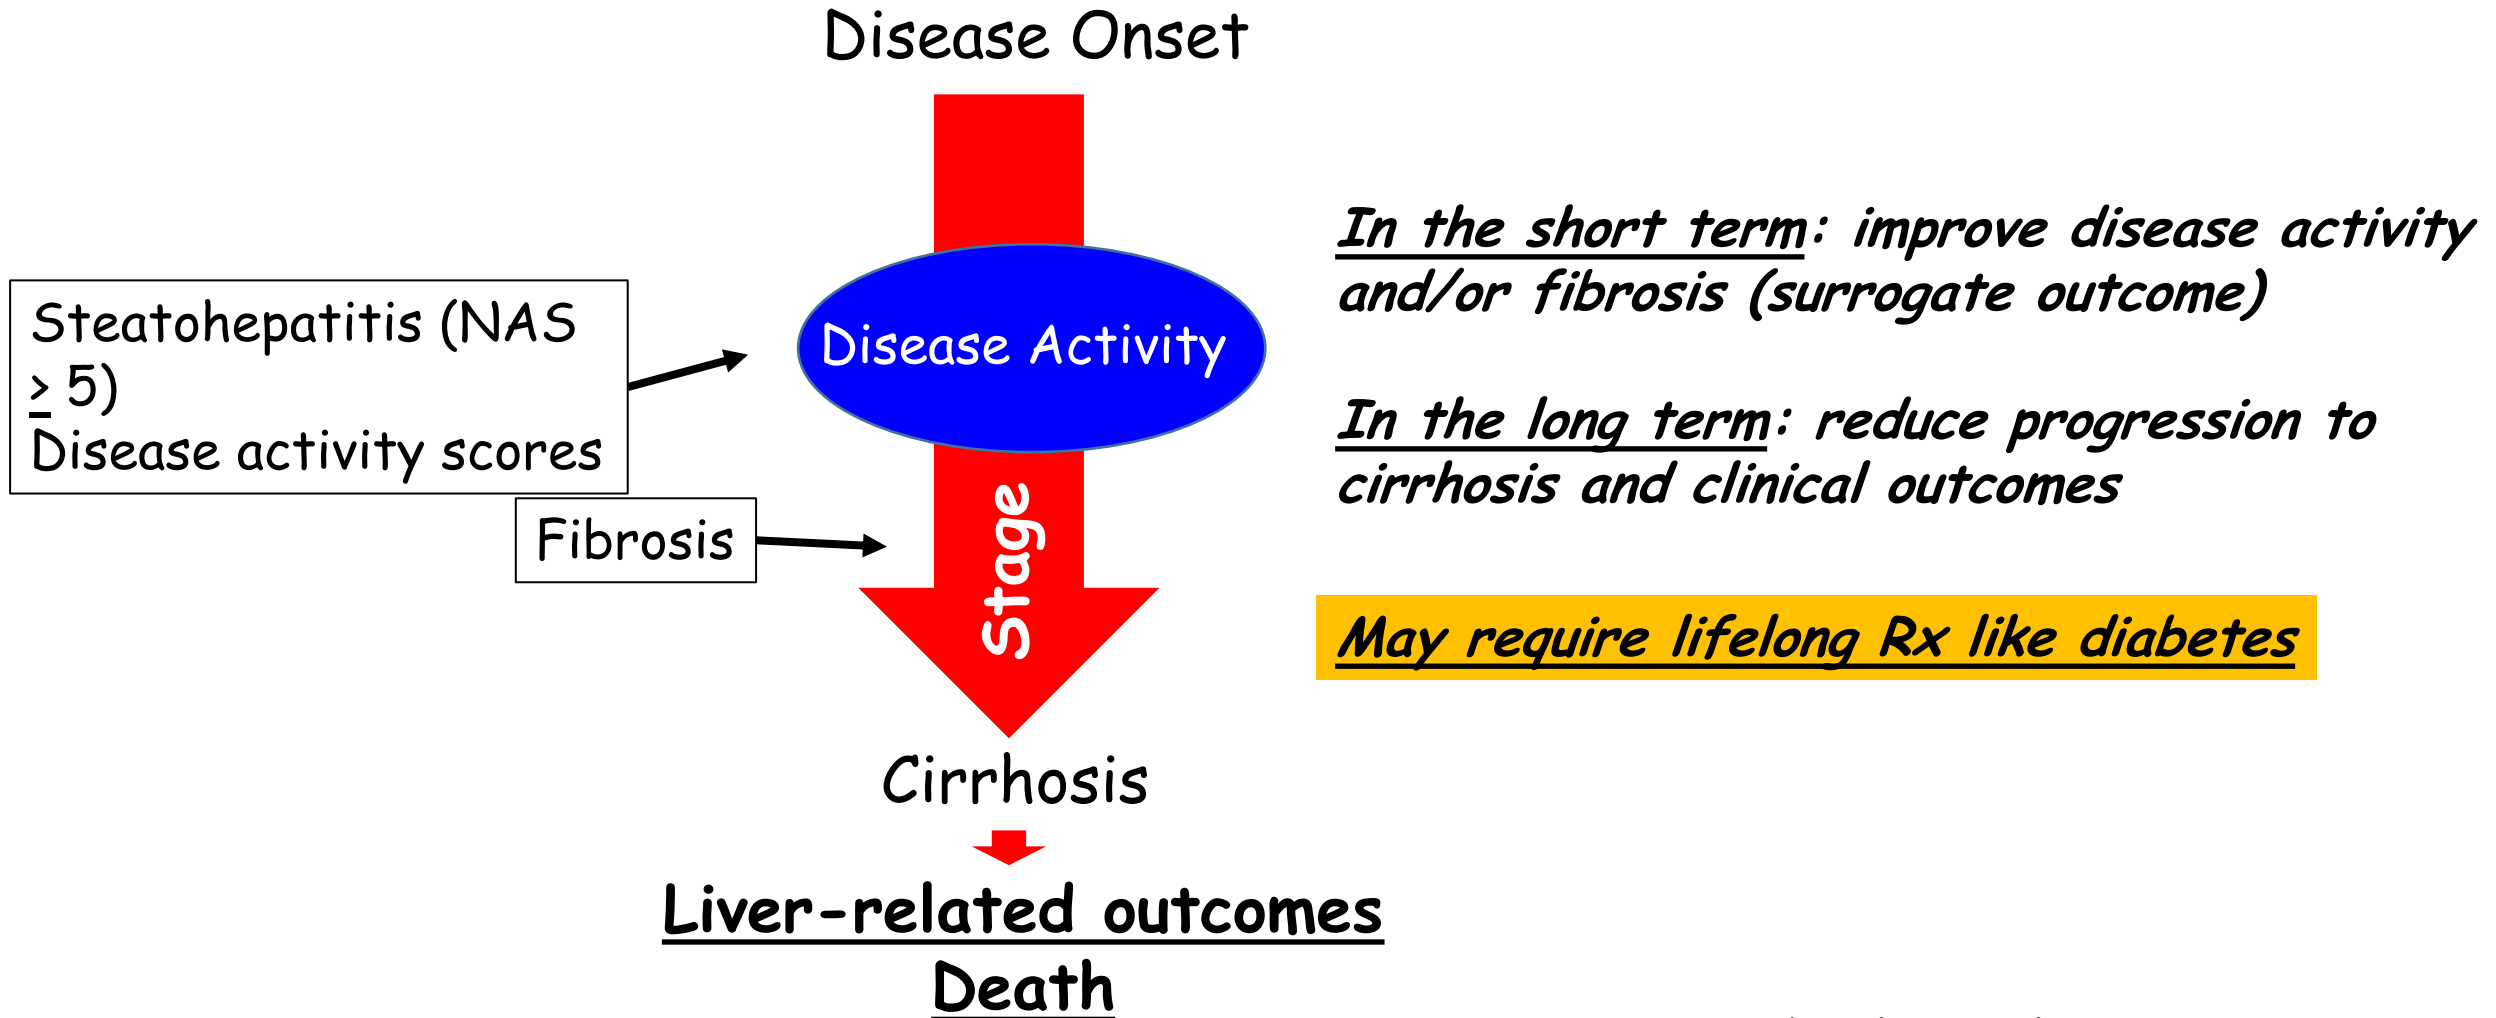 Disease Onset
In the short term: improve disease activity
and/or fibrosis (surrogate outcomes)
Steatohepatitis (NAS
> 5)
Disease activity scores
Disease Activity
In the long term: reduce progression to
cirrhosis and clinical outcomes
Fibrosis
Stage
May require lifelong Rx like diabetes
Cirrhosis
Liver-related outcomes
Death